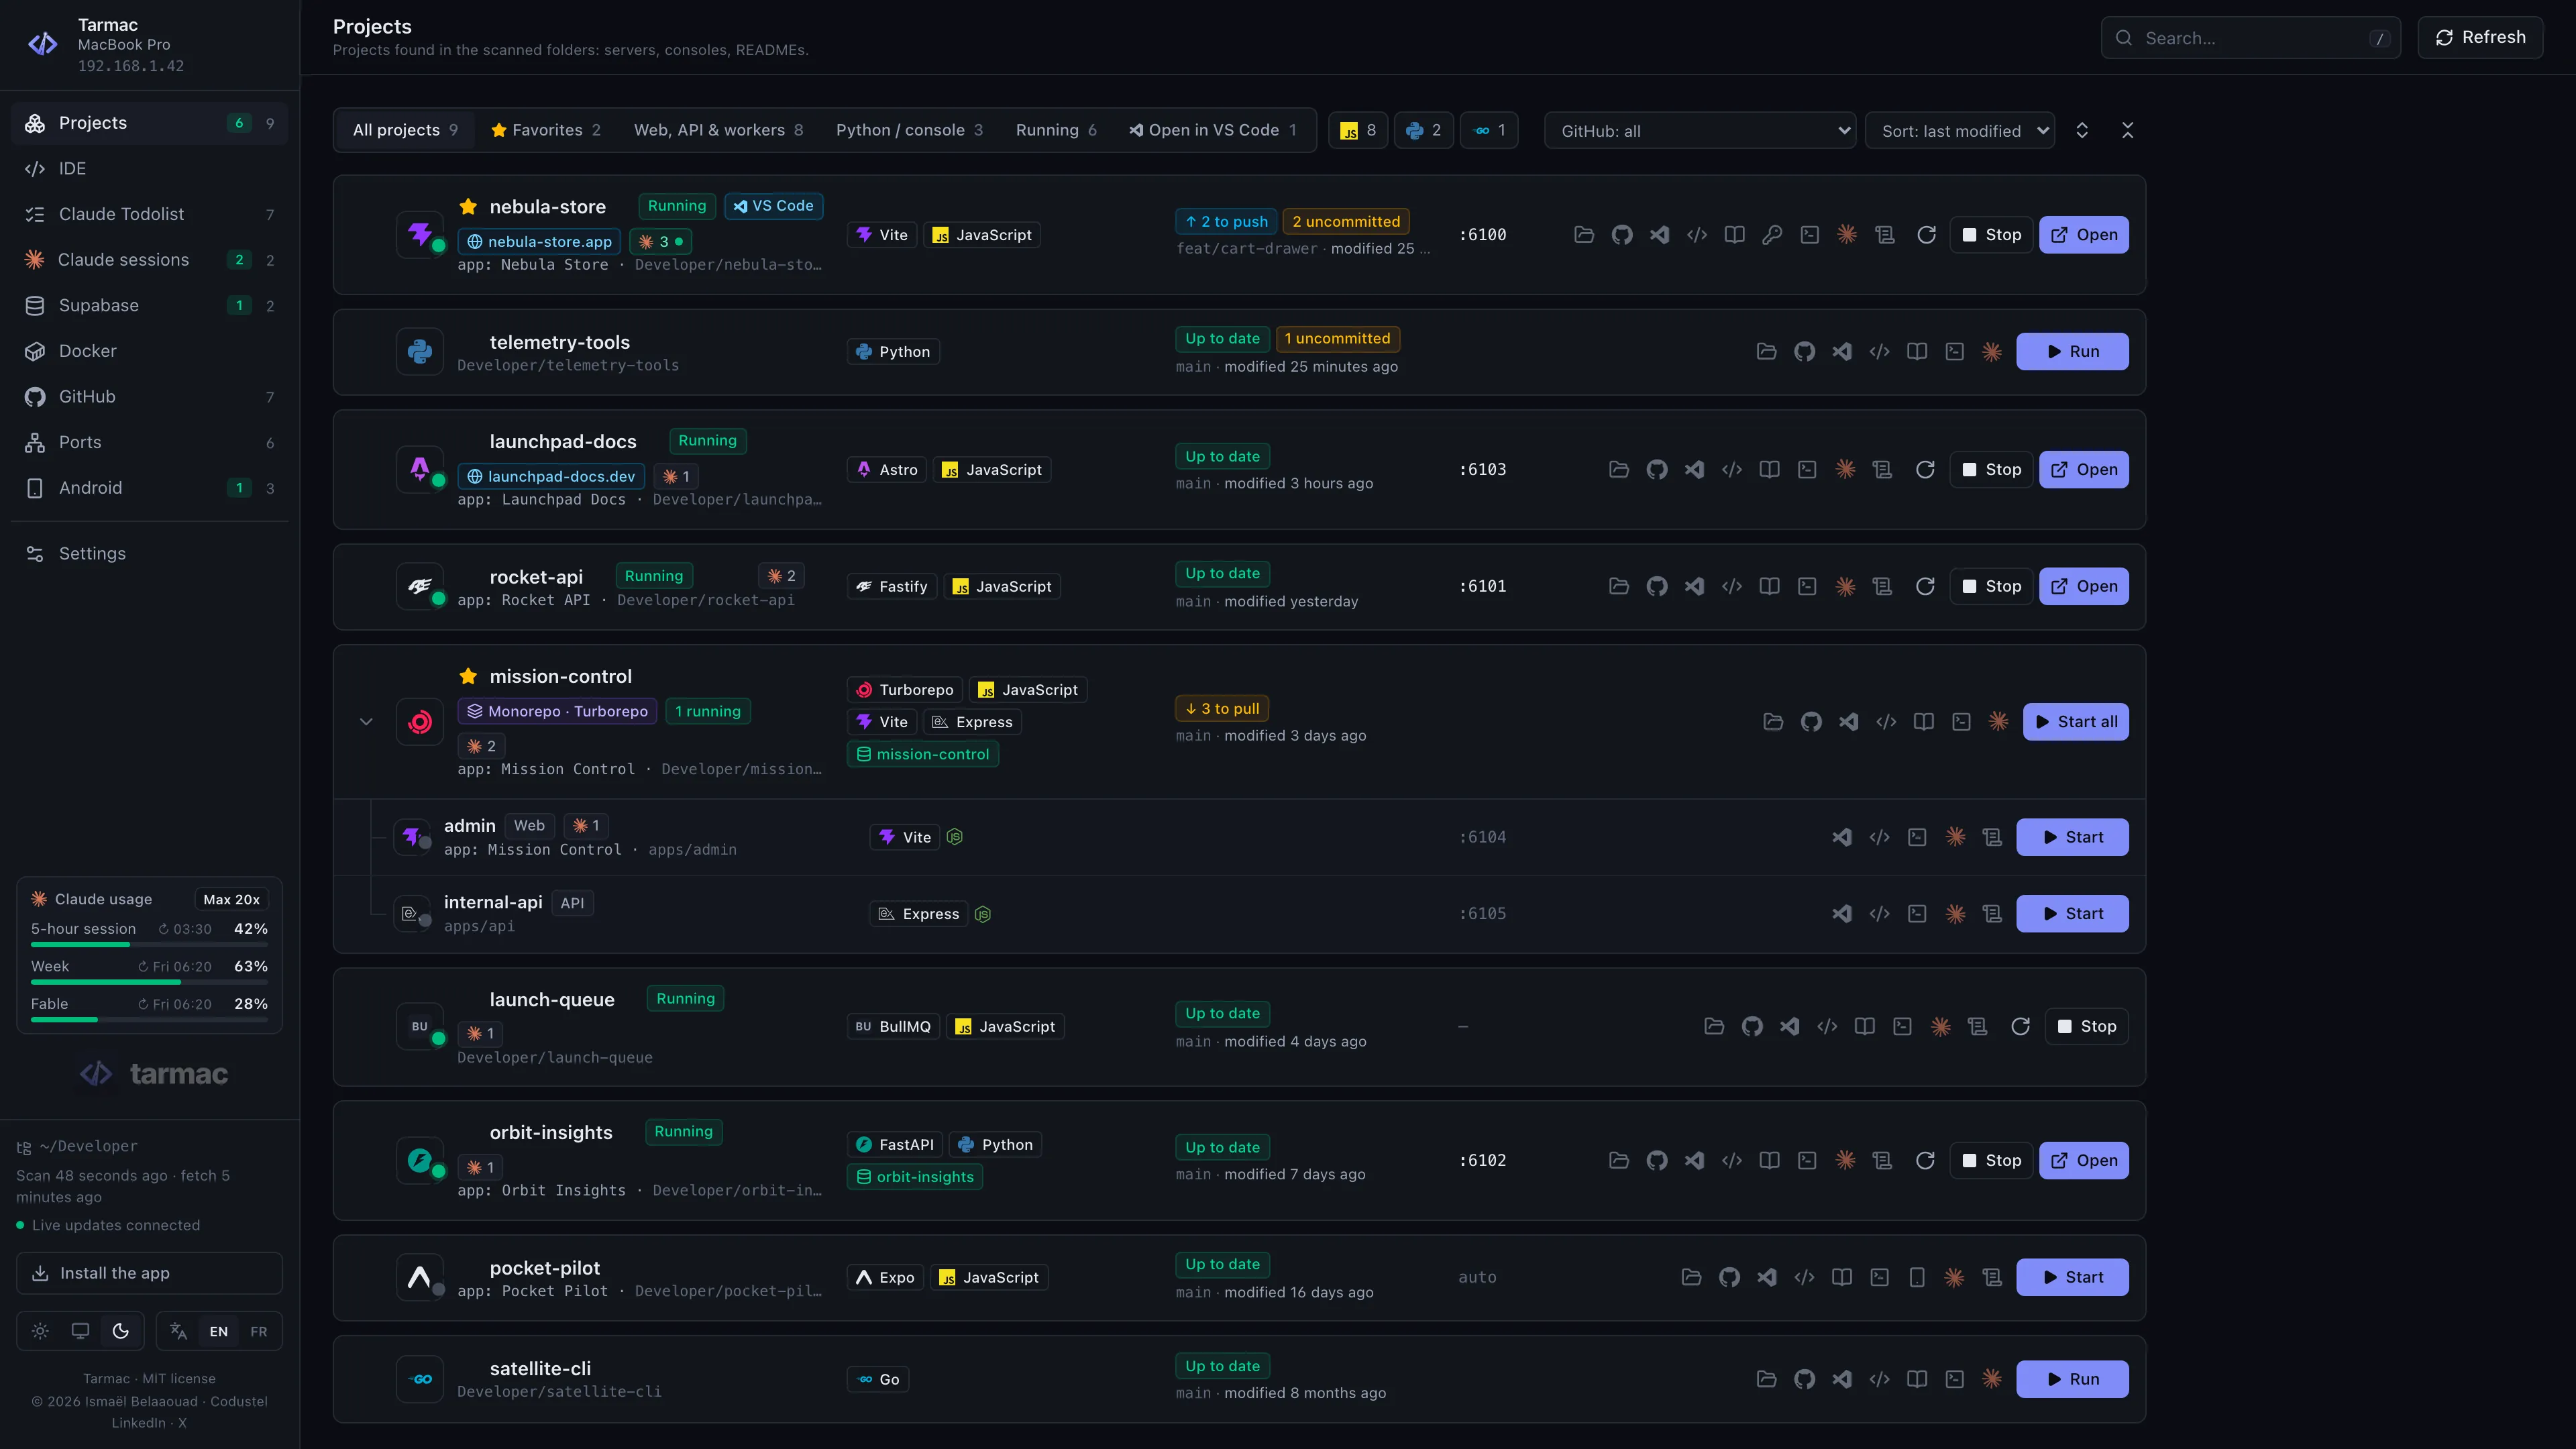 Tarmac
MacBook Pro
192.168.1.42
Projects 6 9
IDE
Claude Todolist 7
Claude sessions 2 2
Supabase 1 2
Docker
GitHub 7
Ports 6
Android 1 3
Settings
Claude usage Max 20x
5-hour session 03:30 42%
Week Fri 06:20 63%
Fable Fri 06:20 28%
tarmac
~/Developer
Scan 48 seconds ago · fetch 5
minutes ago
Live updates connected
Install the app
EN FR
Tarmac · MIT license
© 2026 Ismaël Belaaouad · Codustel
LinkedIn · X
Projects
Projects found in the scanned folders: servers, consoles, READMEs.
Search... /
Refresh
All projects 9 Favorites 2 Web, API & workers 8 Python / console 3 Running 6 Open in VS Code 1 JS 8 2 GO 1 GitHub: all Sort: last modified
nebula-store Running VS Code
nebula-store.app 3
app: Nebula Store · Developer/nebula-sto…
Vite JS JavaScript
↑ 2 to push 2 uncommitted
feat/cart-drawer · modified 25 …
:6100
Stop Open
telemetry-tools
Developer/telemetry-tools
Python
Up to date 1 uncommitted
main · modified 25 minutes ago
Run
launchpad-docs Running
launchpad-docs.dev 1
app: Launchpad Docs · Developer/launchpa…
Astro JS JavaScript
Up to date
main · modified 3 hours ago
:6103
Stop Open
rocket-api Running 2
app: Rocket API · Developer/rocket-api
Fastify JS JavaScript
Up to date
main · modified yesterday
:6101
Stop Open
mission-control
Monorepo · Turborepo 1 running
2
app: Mission Control · Developer/mission…
Turborepo JS JavaScript
Vite ex Express
mission-control
↓ 3 to pull
main · modified 3 days ago
Start all
admin Web 1
app: Mission Control · apps/admin
Vite JS
:6104
Start
internal-api API
apps/api
ex Express JS
:6105
Start
launch-queue Running
BU
1
Developer/launch-queue
BU BullMQ JS JavaScript
Up to date
main · modified 4 days ago
–
Stop
orbit-insights Running
1
app: Orbit Insights · Developer/orbit-in…
FastAPI Python
orbit-insights
Up to date
main · modified 7 days ago
:6102
Stop Open
pocket-pilot
app: Pocket Pilot · Developer/pocket-pil…
Expo JS JavaScript
Up to date
main · modified 16 days ago
auto
Start
satellite-cli
GO
Developer/satellite-cli
GO Go
Up to date
main · modified 8 months ago
Run